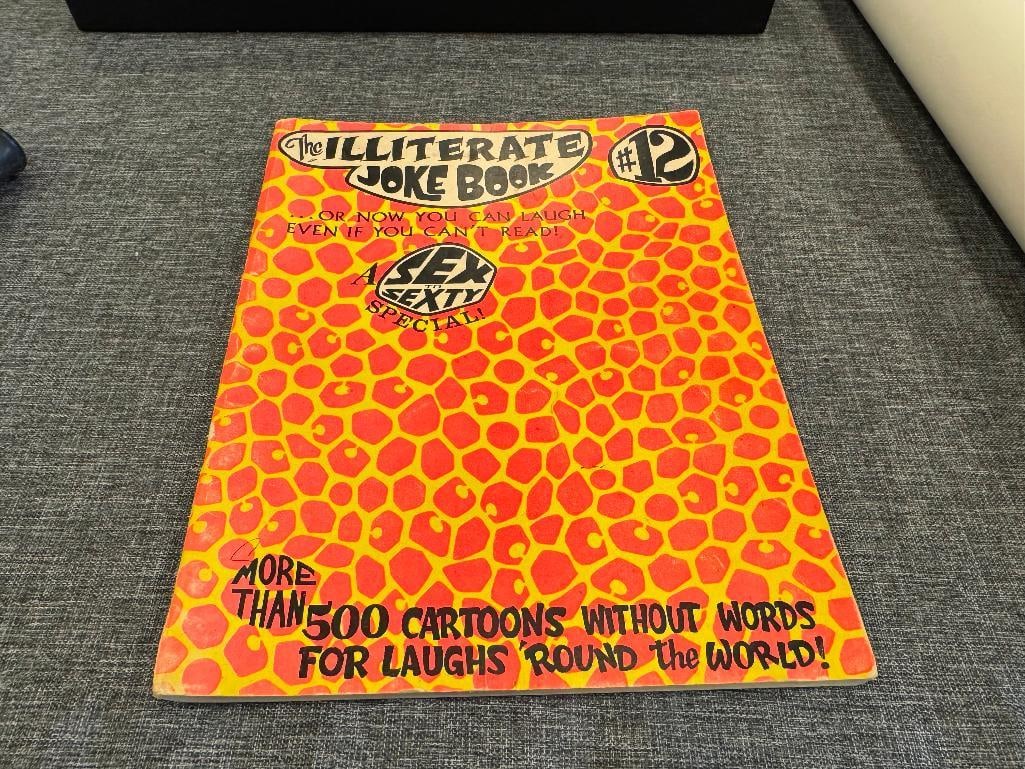 The ILLITERATE
JOKE BOOK
#12
...OR NOW YOU CAN LAUGH
EVEN IF YOU CAN'T READ!
A SEX
TO
SEXTY
SPECIAL!
MORE
THAN 500 CARTOONS WITHOUT WORDS
FOR LAUGHS 'ROUND the WORLD!